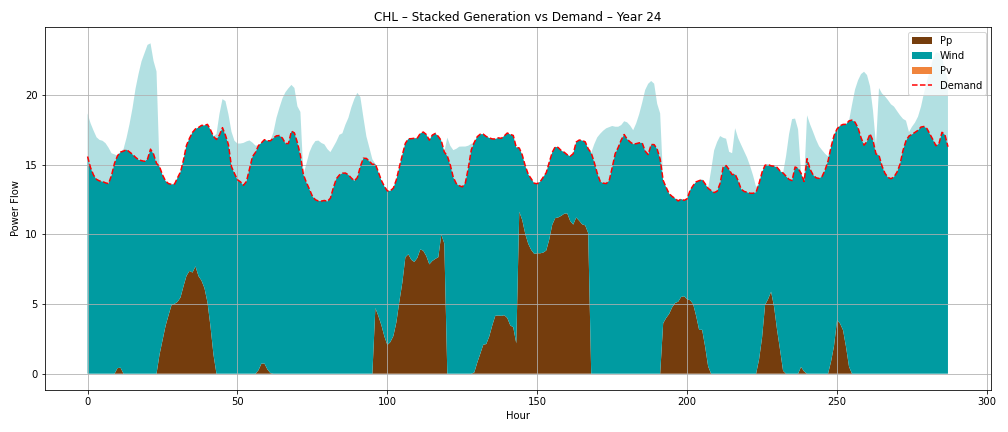 CHL – Stacked Generation vs Demand – Year 24
Pp
Wind
Pv
Demand
Power Flow
20
15
10
5
0
0 50 100 150 200 250 300
Hour